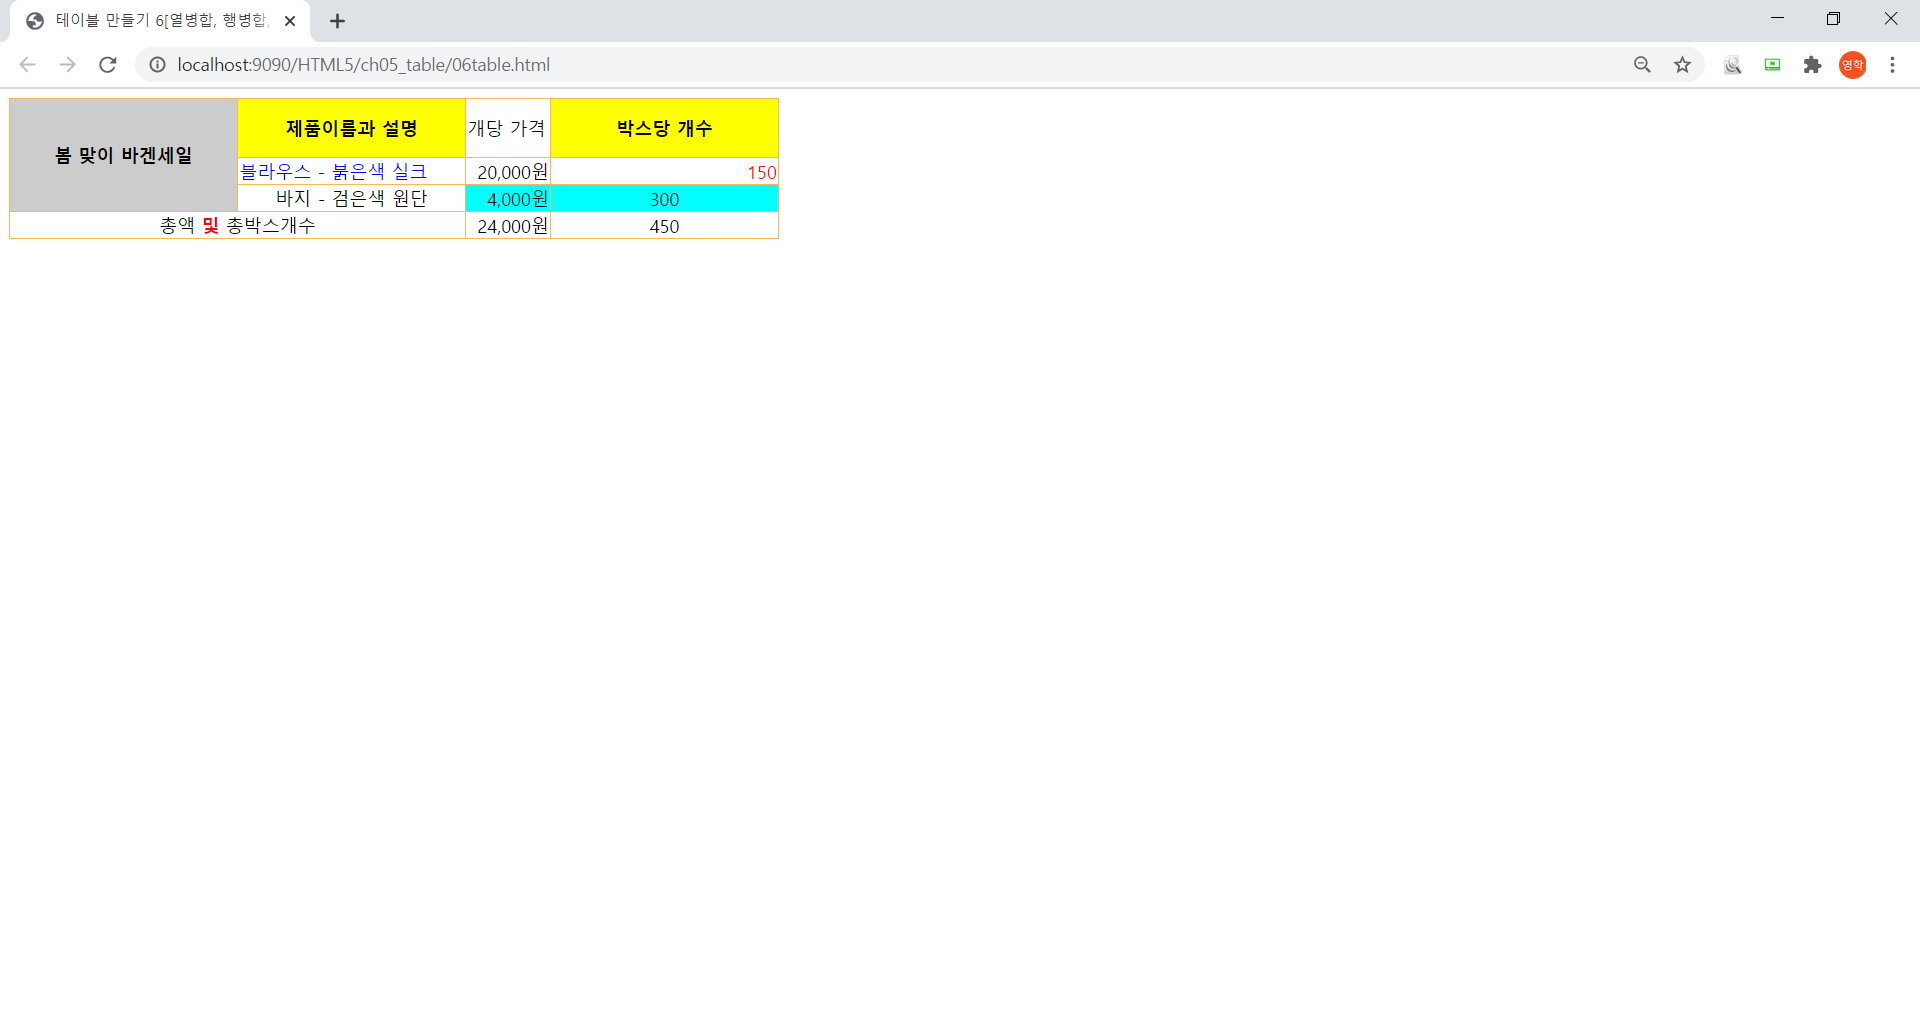 테이블 만들기 6[열병합, 행병합,
localhost:9090/HTML5/ch05_table/06table.html
영학
봄 맞이 바겐세일
제품이름과 설명 개당 가격 박스당 개수
블라우스 - 붉은색 실크 20,000원 150
바지 - 검은색 원단 4,000원 300
총액 및 총박스개수 24,000원 450